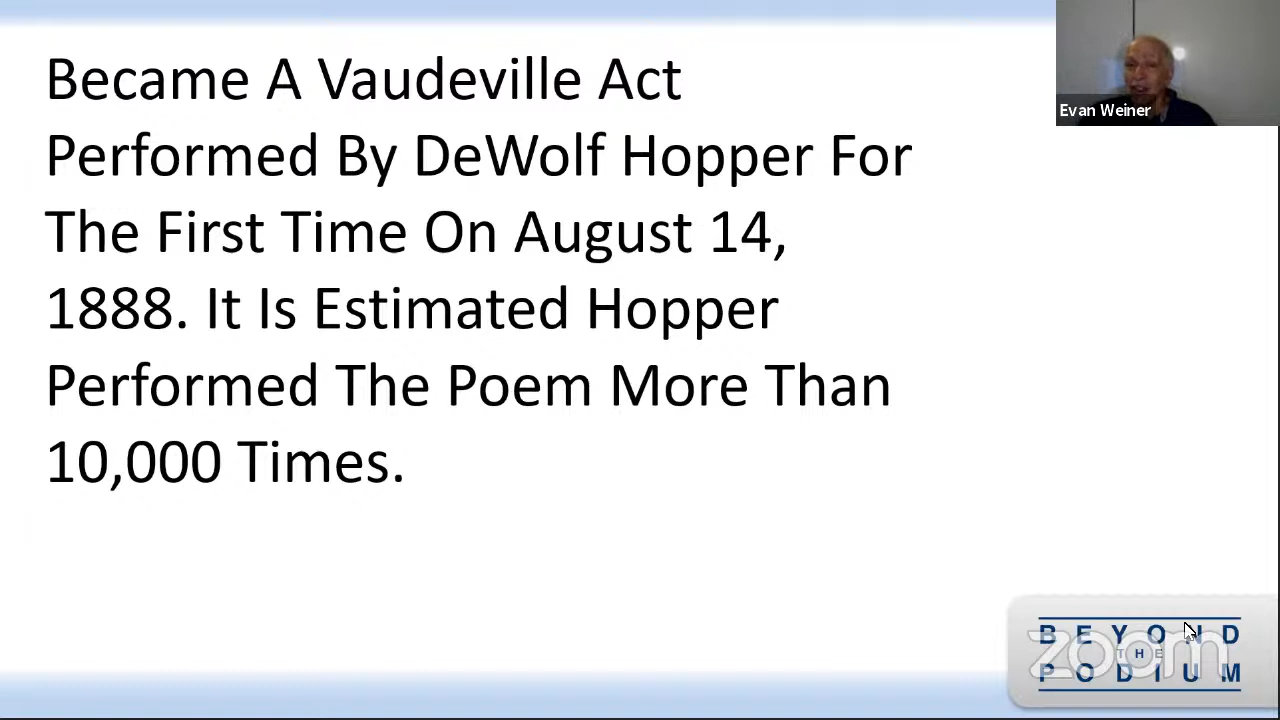 Became A Vaudeville Act
Performed By DeWolf Hopper For
The First Time On August 14,
1888. It Is Estimated Hopper
Performed The Poem More Than
10,000 Times.
Evan Weiner
BEYOND
THE
PODIUM
zoom